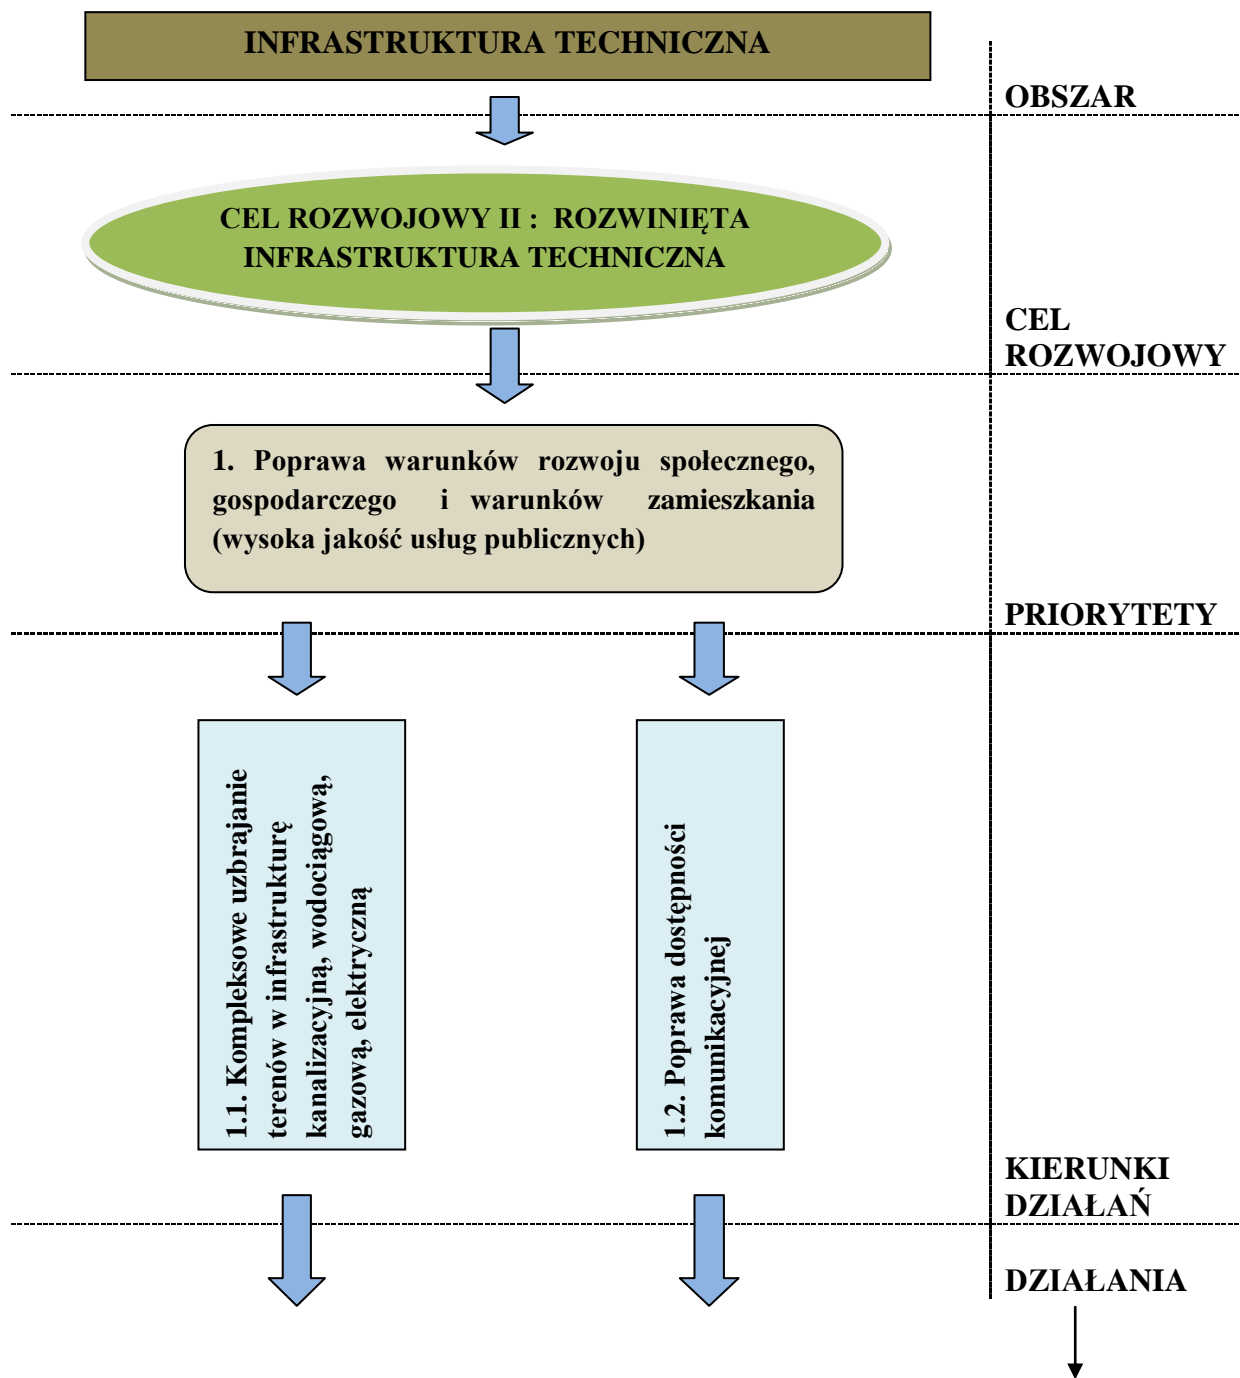 INFRASTRUKTURA TECHNICZNA
OBSZAR
CEL ROZWOJOWY II : ROZWINIĘTA
INFRASTRUKTURA TECHNICZNA
CEL
ROZWOJOWY
1. Poprawa warunków rozwoju społecznego,
gospodarczego i warunków zamieszkania
(wysoka jakość usług publicznych)
PRIORYTETY
1.1. Kompleksowe uzbrajanie
terenów w infrastrukturę
kanalizacyjną, wodociągową,
gazową, elektryczną
1.2. Poprawa dostępności
komunikacyjnej
KIERUNKI
DZIAŁAŃ
DZIAŁANIA